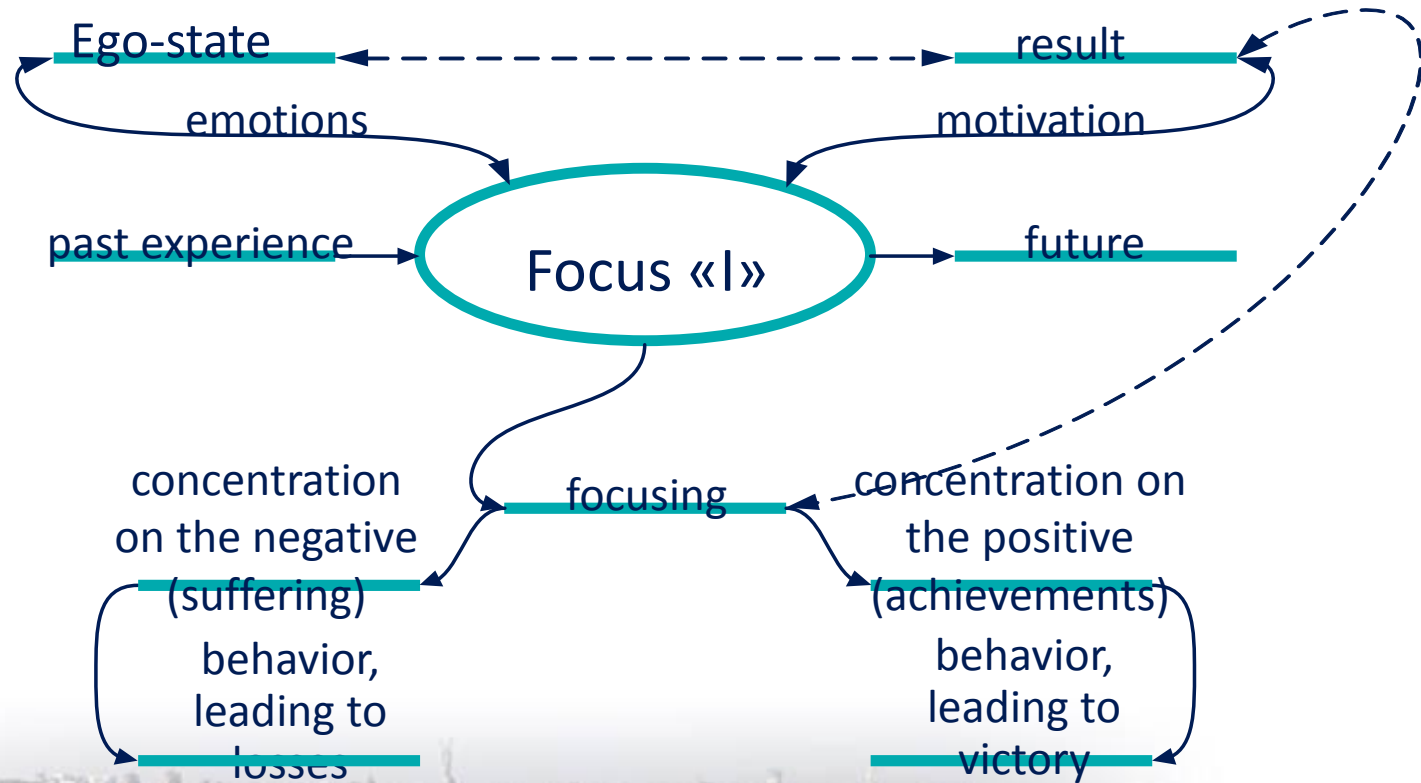 Ego-state
result
emotions
motivation
past experience
future
Focus «I»
focusing
concentration
on the negative
(suffering)
concentration on
the positive
(achievements)
behavior,
leading to
losses
behavior,
leading to
victory